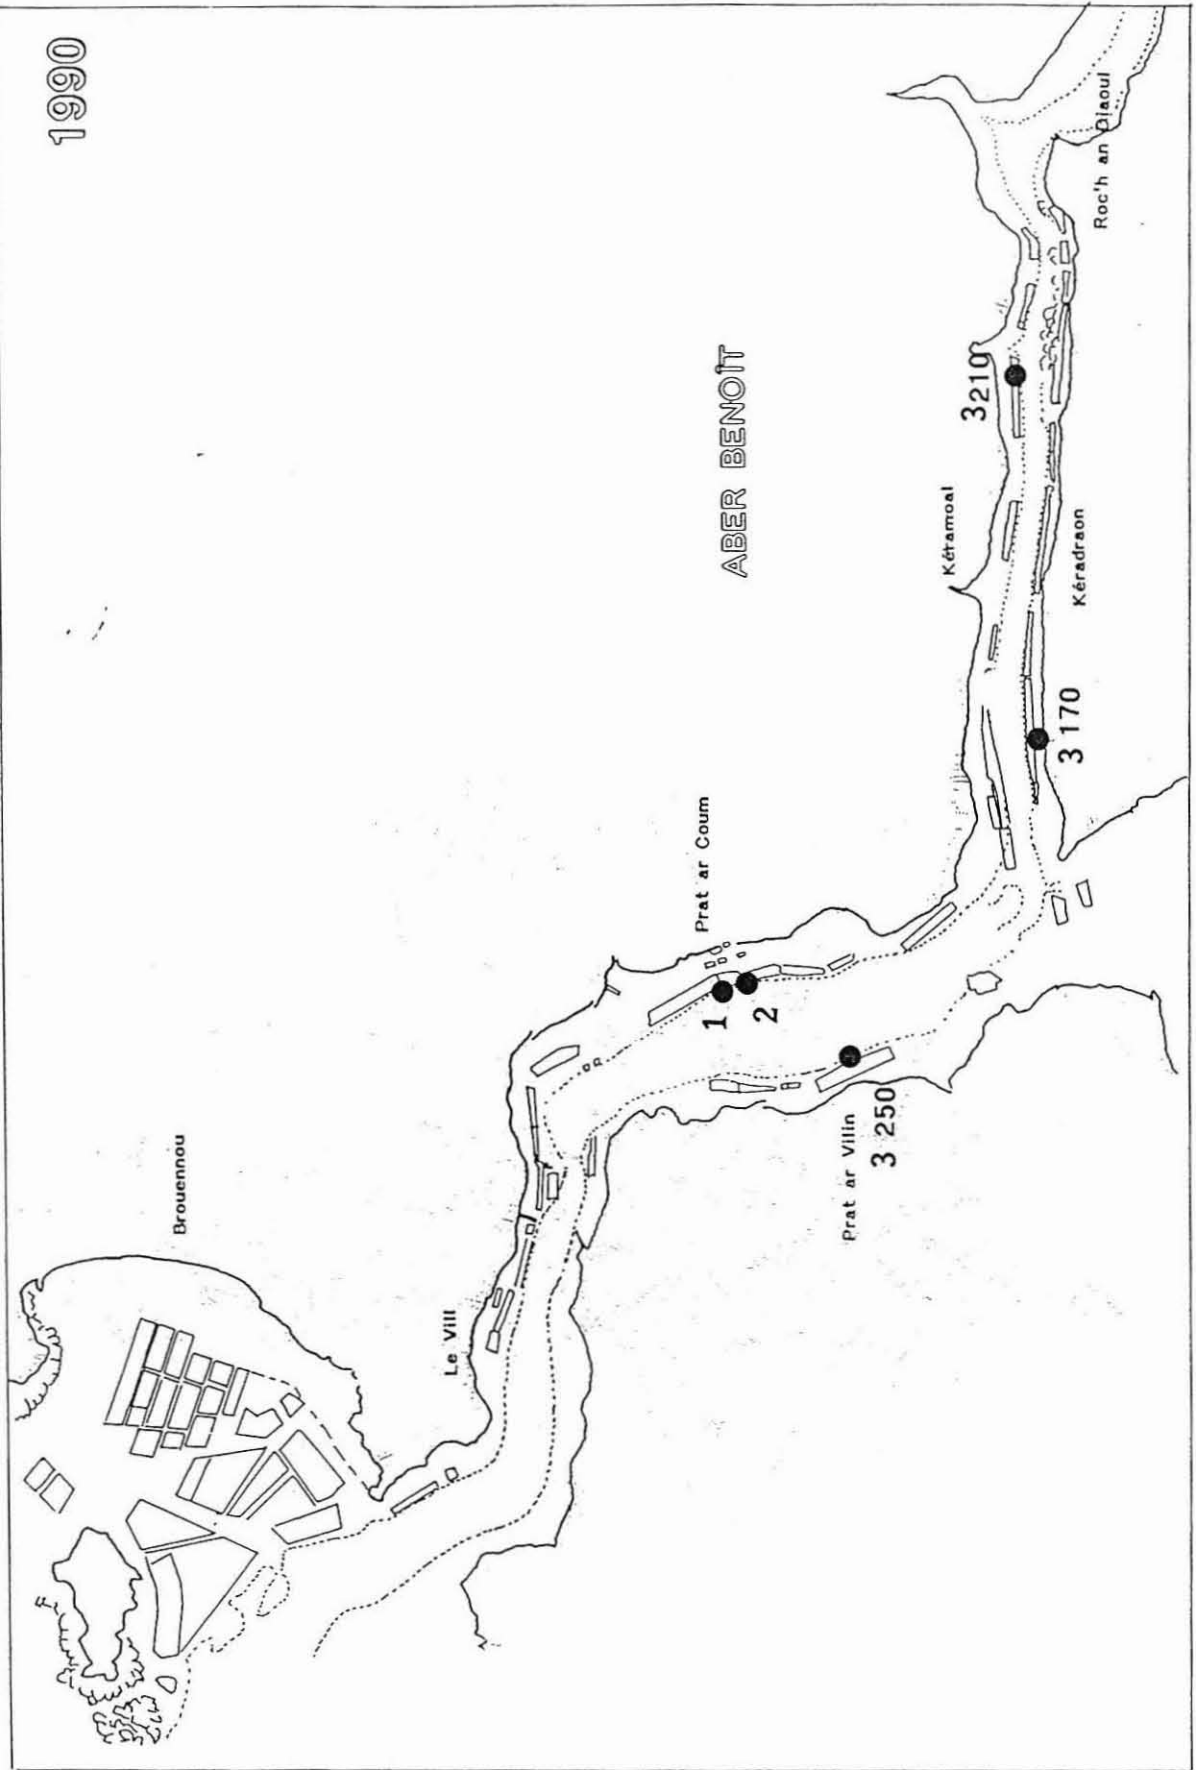 1990
ABER BENOÎT
Brouennou
Le Vill
Prat ar Coum
1
2
Prat ar Vilin
3 250
Kéramoal
3210
Kéradraon
3 170
Roc'h an Diaoul